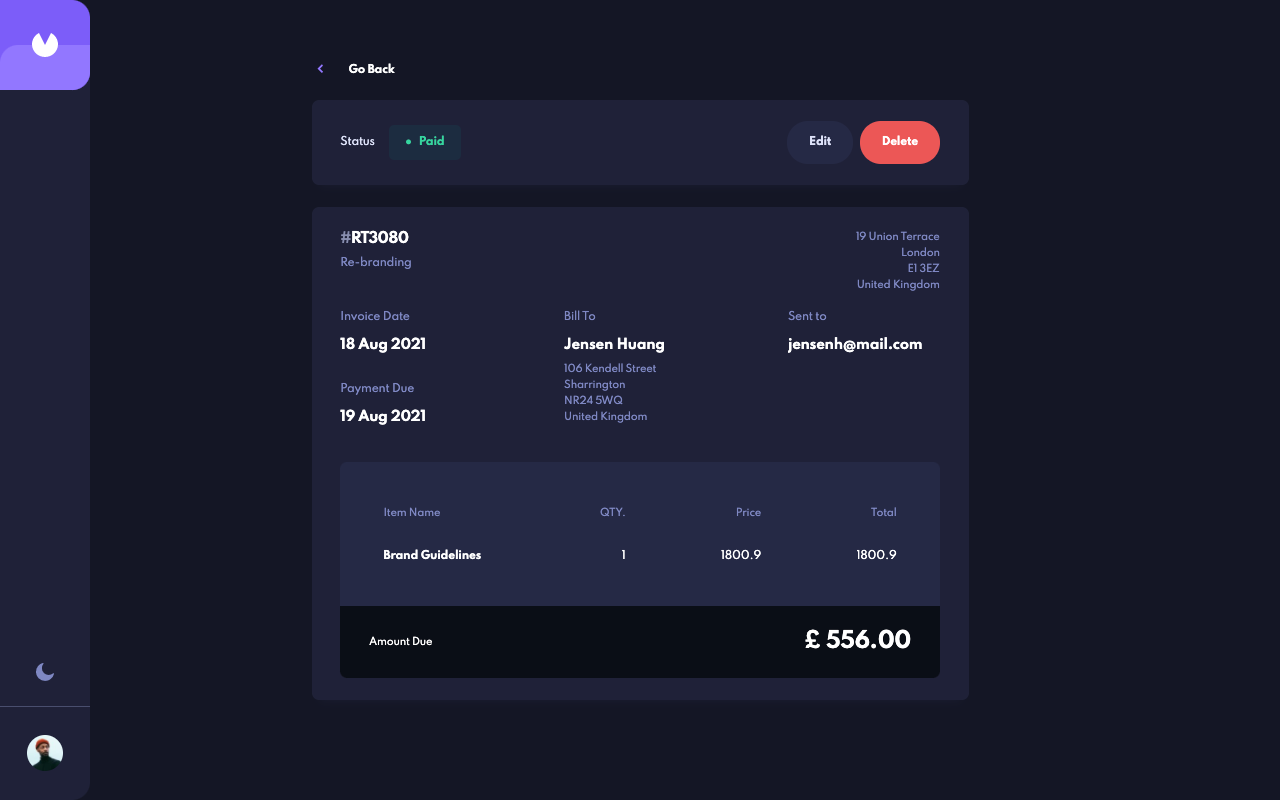 Go Back
Status
Paid
Edit
Delete
#RT3080
Re-branding
19 Union Terrace
London
E1 3EZ
United Kingdom
Invoice Date
18 Aug 2021
Payment Due
19 Aug 2021
Bill To
Jensen Huang
106 Kendell Street
Sharrington
NR24 5WQ
United Kingdom
Sent to
jensenh@mail.com
Item Name QTY. Price Total
Brand Guidelines 1 1800.9 1800.9
Amount Due £ 556.00